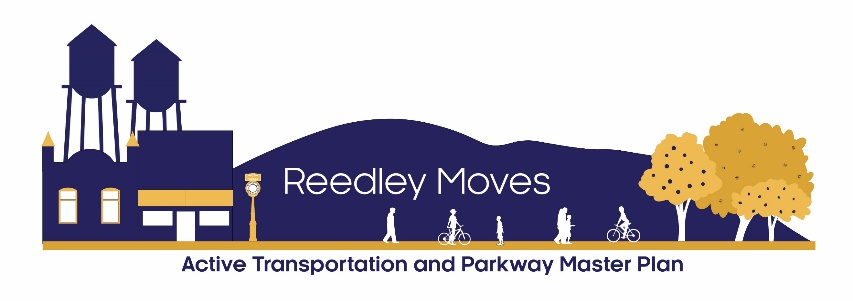 Reedley Moves
Active Transportation and Parkway Master Plan